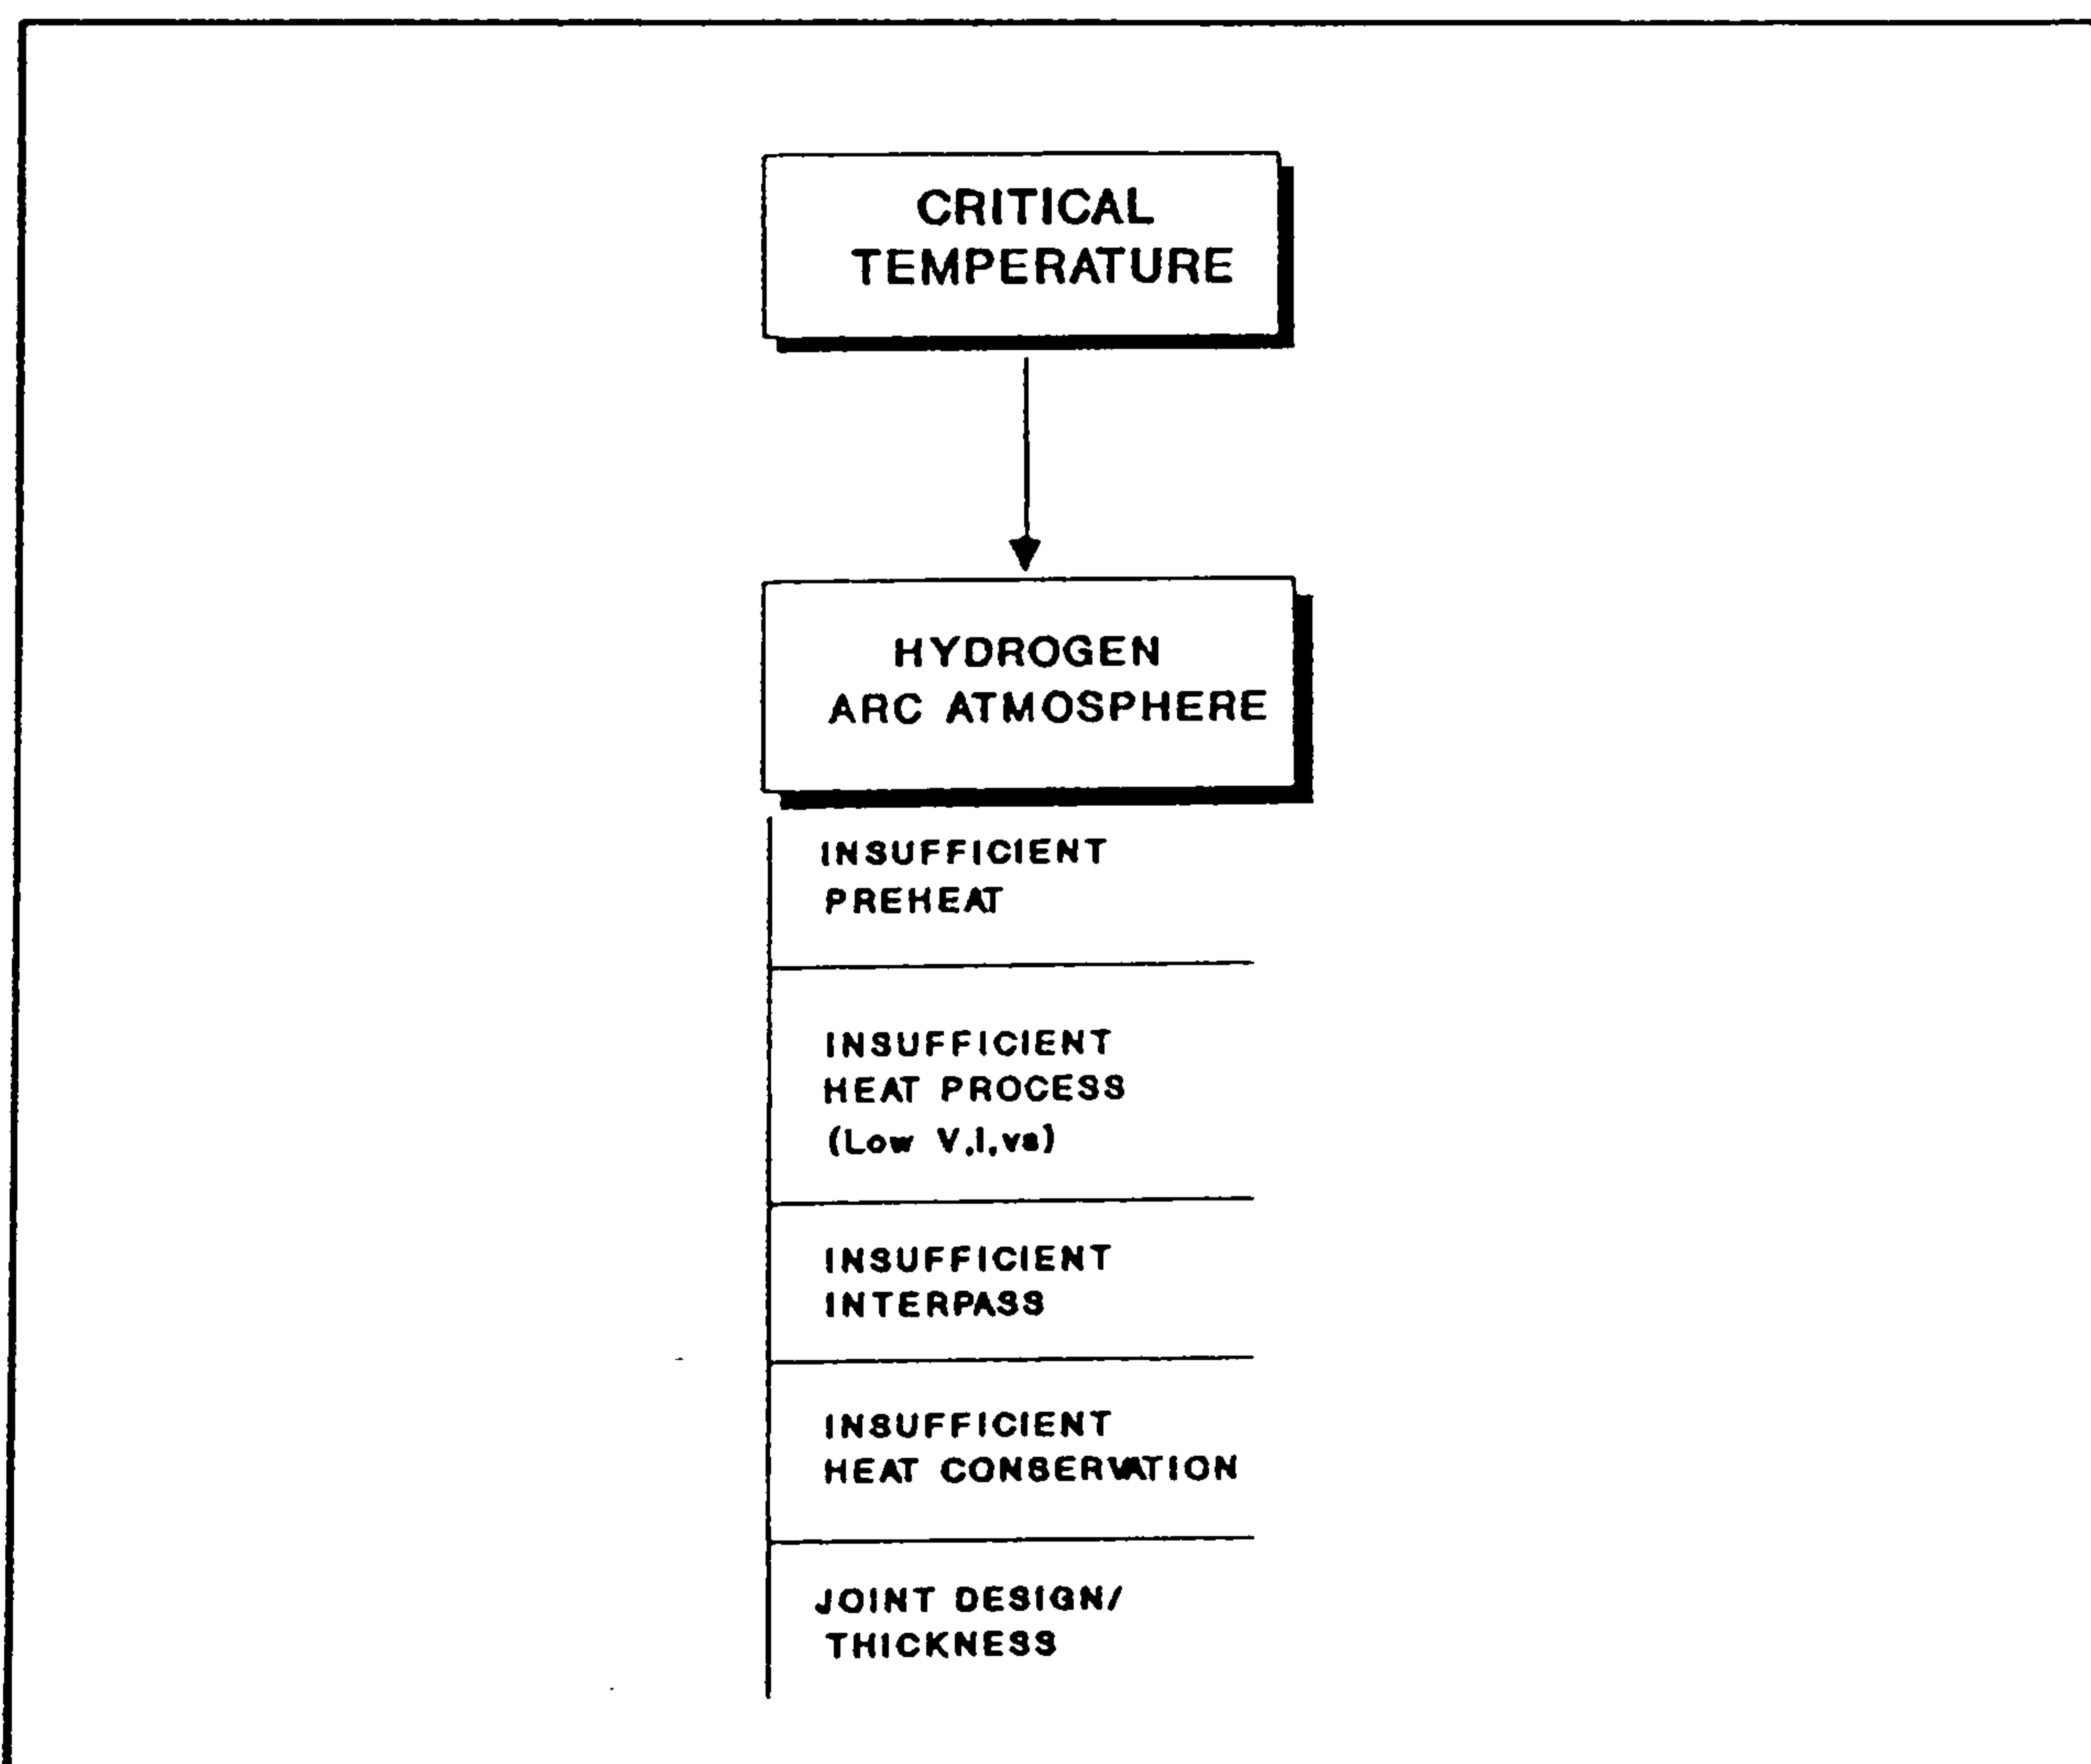 CRITICAL
TEMPERATURE
HYDROGEN
ARC ATMOSPHERE
INSUFFICIENT
PREHEAT
INSUFFICIENT
HEAT PROCESS
(Low V,I,vs)
INSUFFICIENT
INTERPASS
INSUFFICIENT
HEAT CONSERVATION
JOINT DESIGN/
THICKNESS